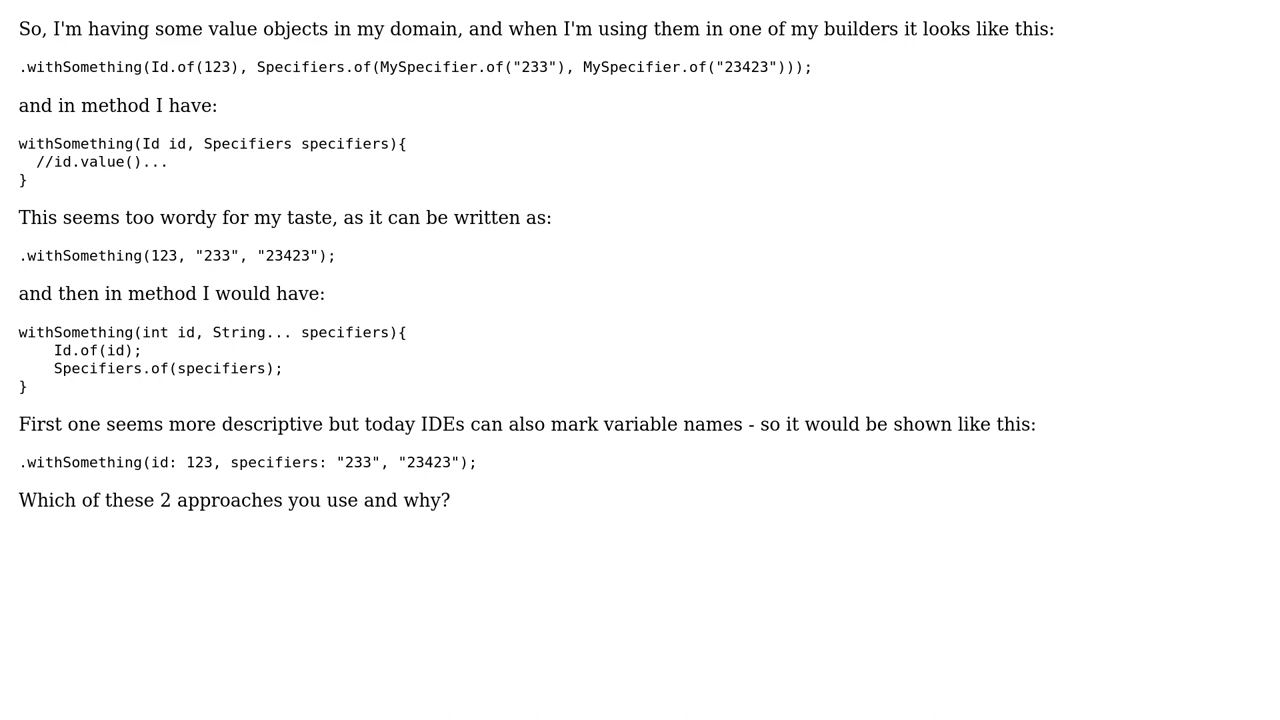 So, I'm having some value objects in my domain, and when I'm using them in one of my builders it looks like this:
.withSomething(Id.of(123), Specifiers.of(MySpecifier.of("233"), MySpecifier.of("23423")));
and in method I have:
withSomething(Id id, Specifiers specifiers){
  //id.value()...
}
This seems too wordy for my taste, as it can be written as:
.withSomething(123, "233", "23423");
and then in method I would have:
withSomething(int id, String... specifiers){
    Id.of(id);
    Specifiers.of(specifiers);
}
First one seems more descriptive but today IDEs can also mark variable names - so it would be shown like this:
.withSomething(id: 123, specifiers: "233", "23423");
Which of these 2 approaches you use and why?